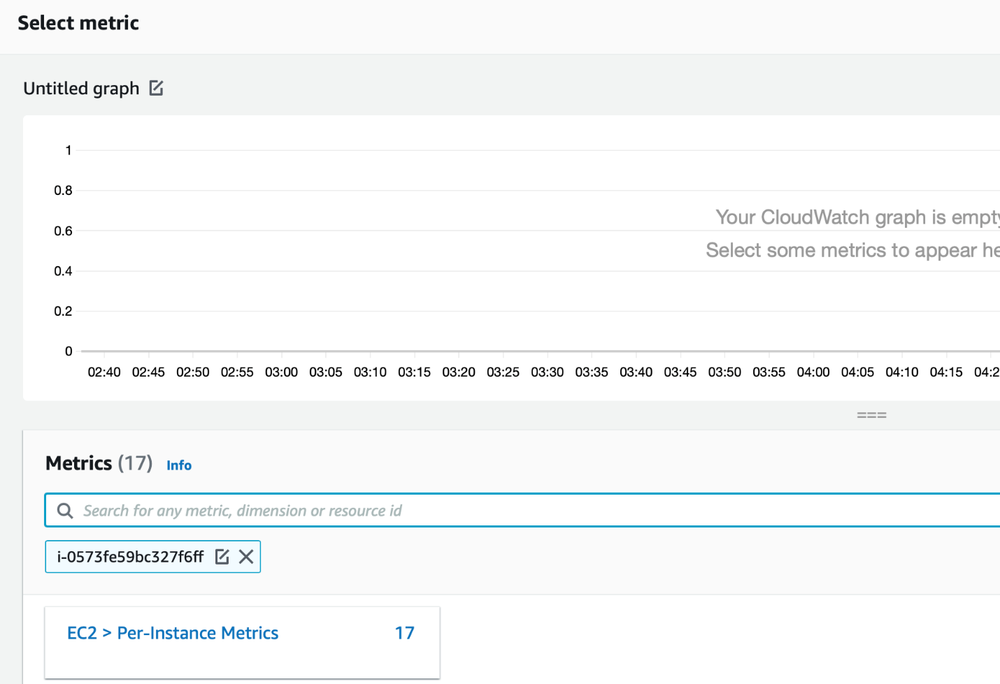 Select metric
Untitled graph
1
0.8
Your CloudWatch graph is empty
0.6
Select some metrics to appear he
0.4
0.2
0
02:40 02:45 02:50 02:55 03:00 03:05 03:10 03:15 03:20 03:25 03:30 03:35 03:40 03:45 03:50 03:55 04:00 04:05 04:10 04:15 04:2
===
Metrics (17) Info
Search for any metric, dimension or resource id
i-0573fe59bc327f6ff
EC2 > Per-Instance Metrics 17